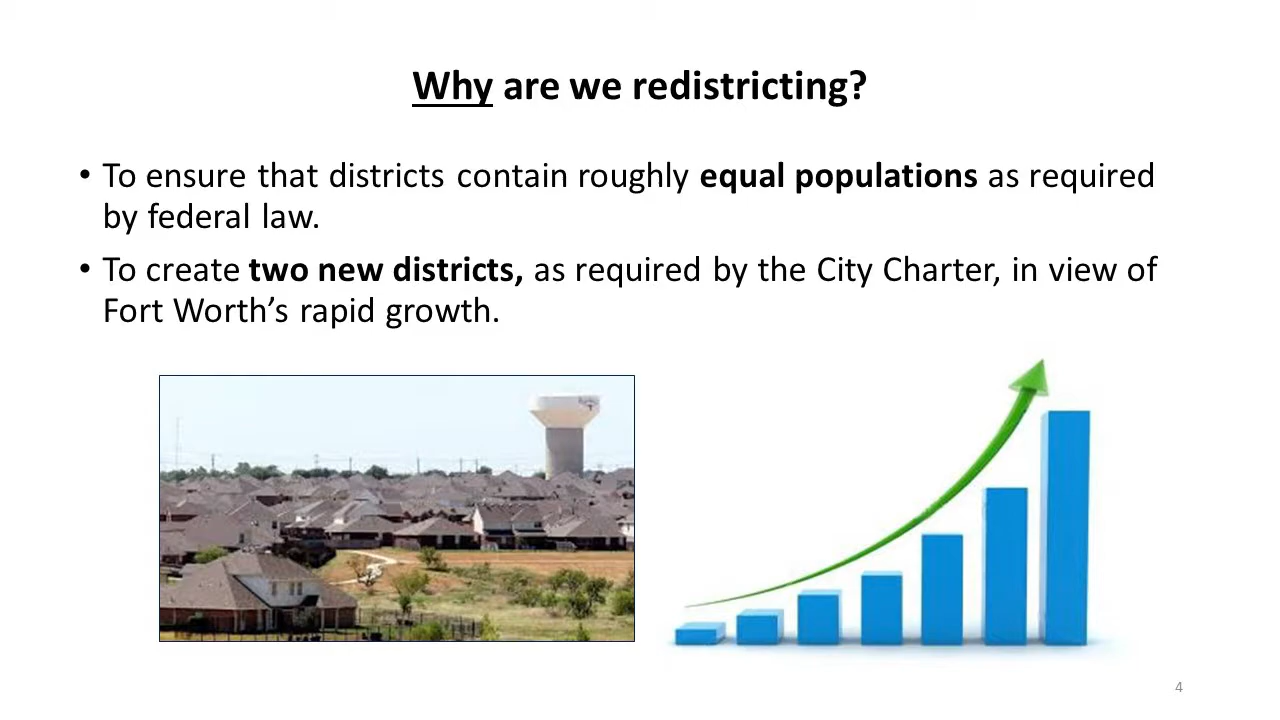 Why are we redistricting?
• To ensure that districts contain roughly equal populations as required
by federal law.
• To create two new districts, as required by the City Charter, in view of
Fort Worth’s rapid growth.
4